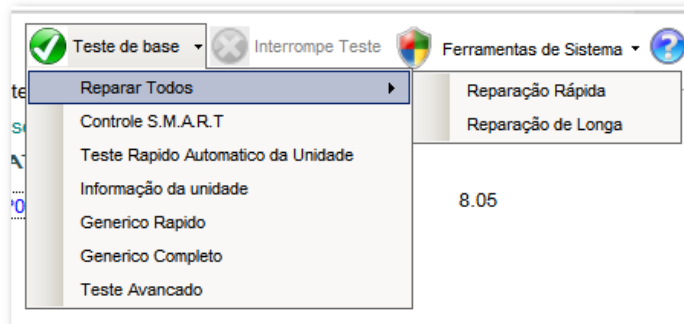 Teste de base
Interrompe Teste
Ferramentas de Sistema
Reparar Todos
Reparação Rápida
Controle S.M.A.R.T
Reparação de Longa
Teste Rapido Automatico da Unidade
Informação da unidade
8.05
Generico Rapido
Generico Completo
Teste Avancado